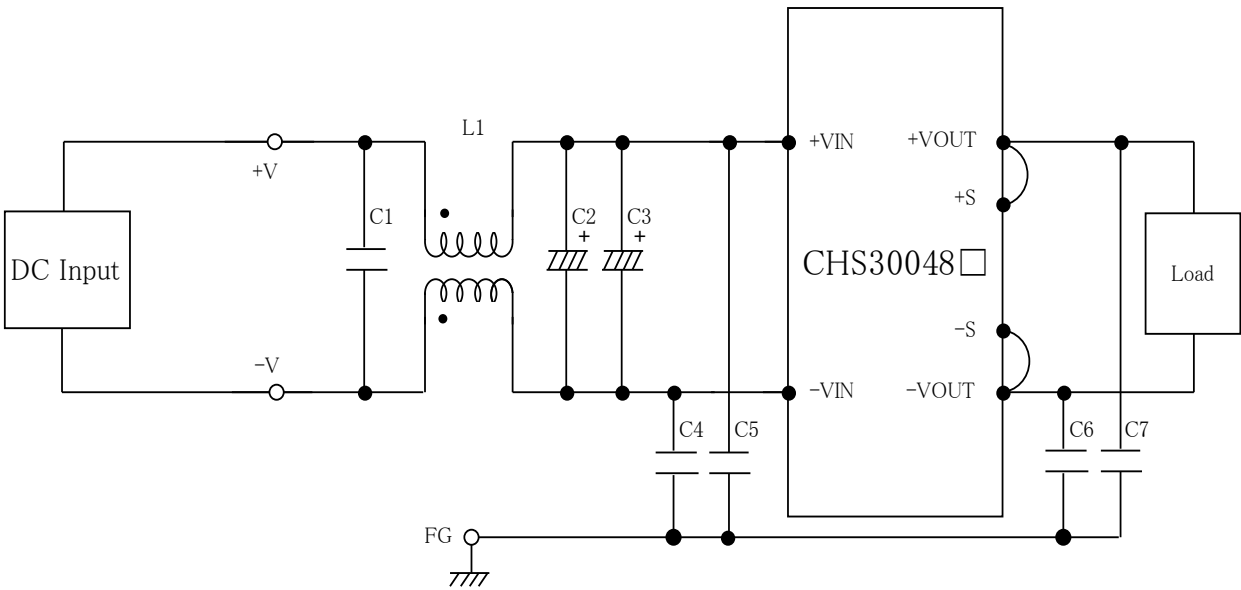 L1
+VIN
+VOUT
+V
+S
C1
C2
+
C3
+
DC Input
CHS30048□
Load
-S
-V
-VIN
-VOUT
C4
C5
C6
C7
FG